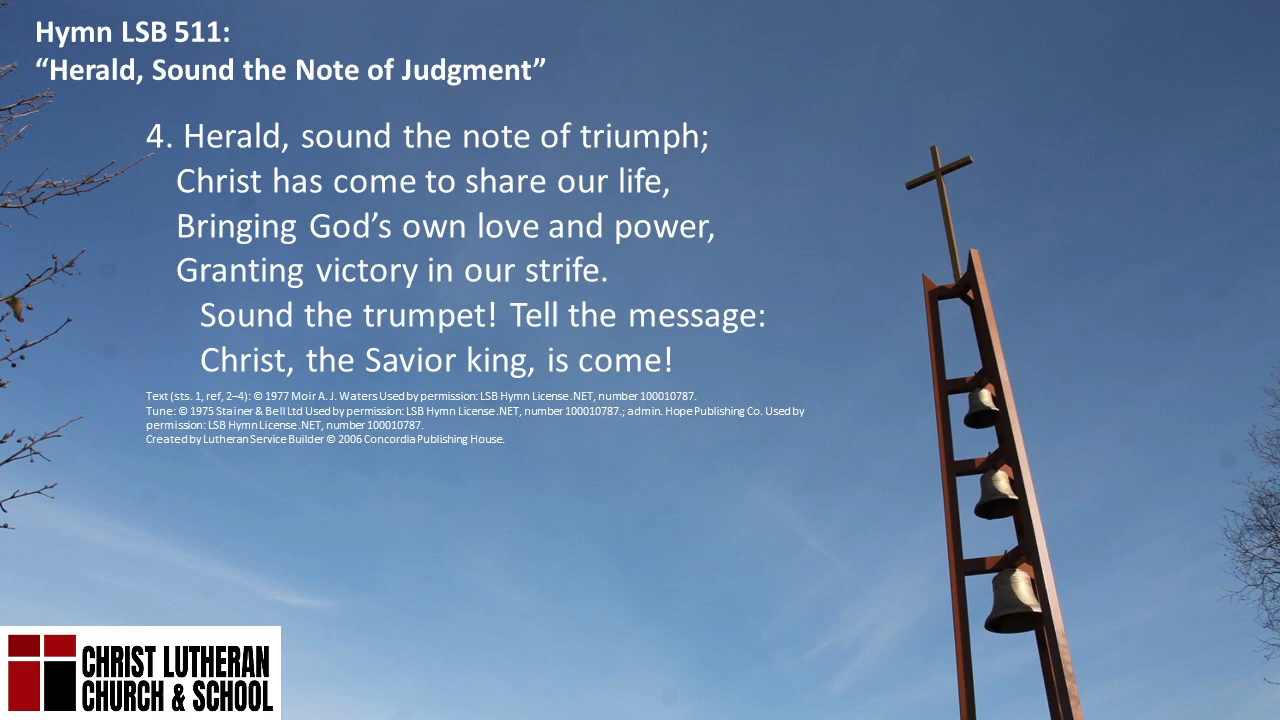 Hymn LSB 511:
“Herald, Sound the Note of Judgment”
4. Herald, sound the note of triumph;
Christ has come to share our life,
Bringing God’s own love and power,
Granting victory in our strife.
Sound the trumpet! Tell the message:
Christ, the Savior king, is come!
Text (sts. 1, ref, 2–4): © 1977 Moir A. J. Waters Used by permission: LSB Hymn License .NET, number 100010787.
Tune: © 1975 Stainer & Bell Ltd Used by permission: LSB Hymn License .NET, number 100010787.; admin. Hope Publishing Co. Used by
permission: LSB Hymn License .NET, number 100010787.
Created by Lutheran Service Builder © 2006 Concordia Publishing House.
CHRIST LUTHERAN
CHURCH & SCHOOL